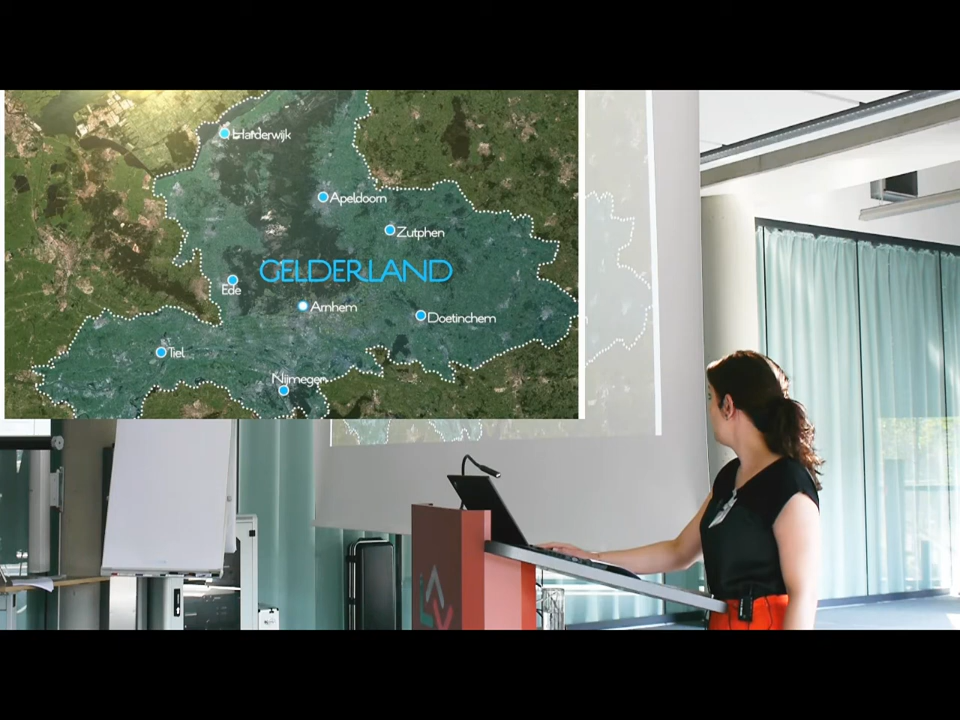 Harderwijk
Apeldoorn
Zutphen
GELDERLAND
Ede
Arnhem
Doetinchem
Tiel
Nijmegen